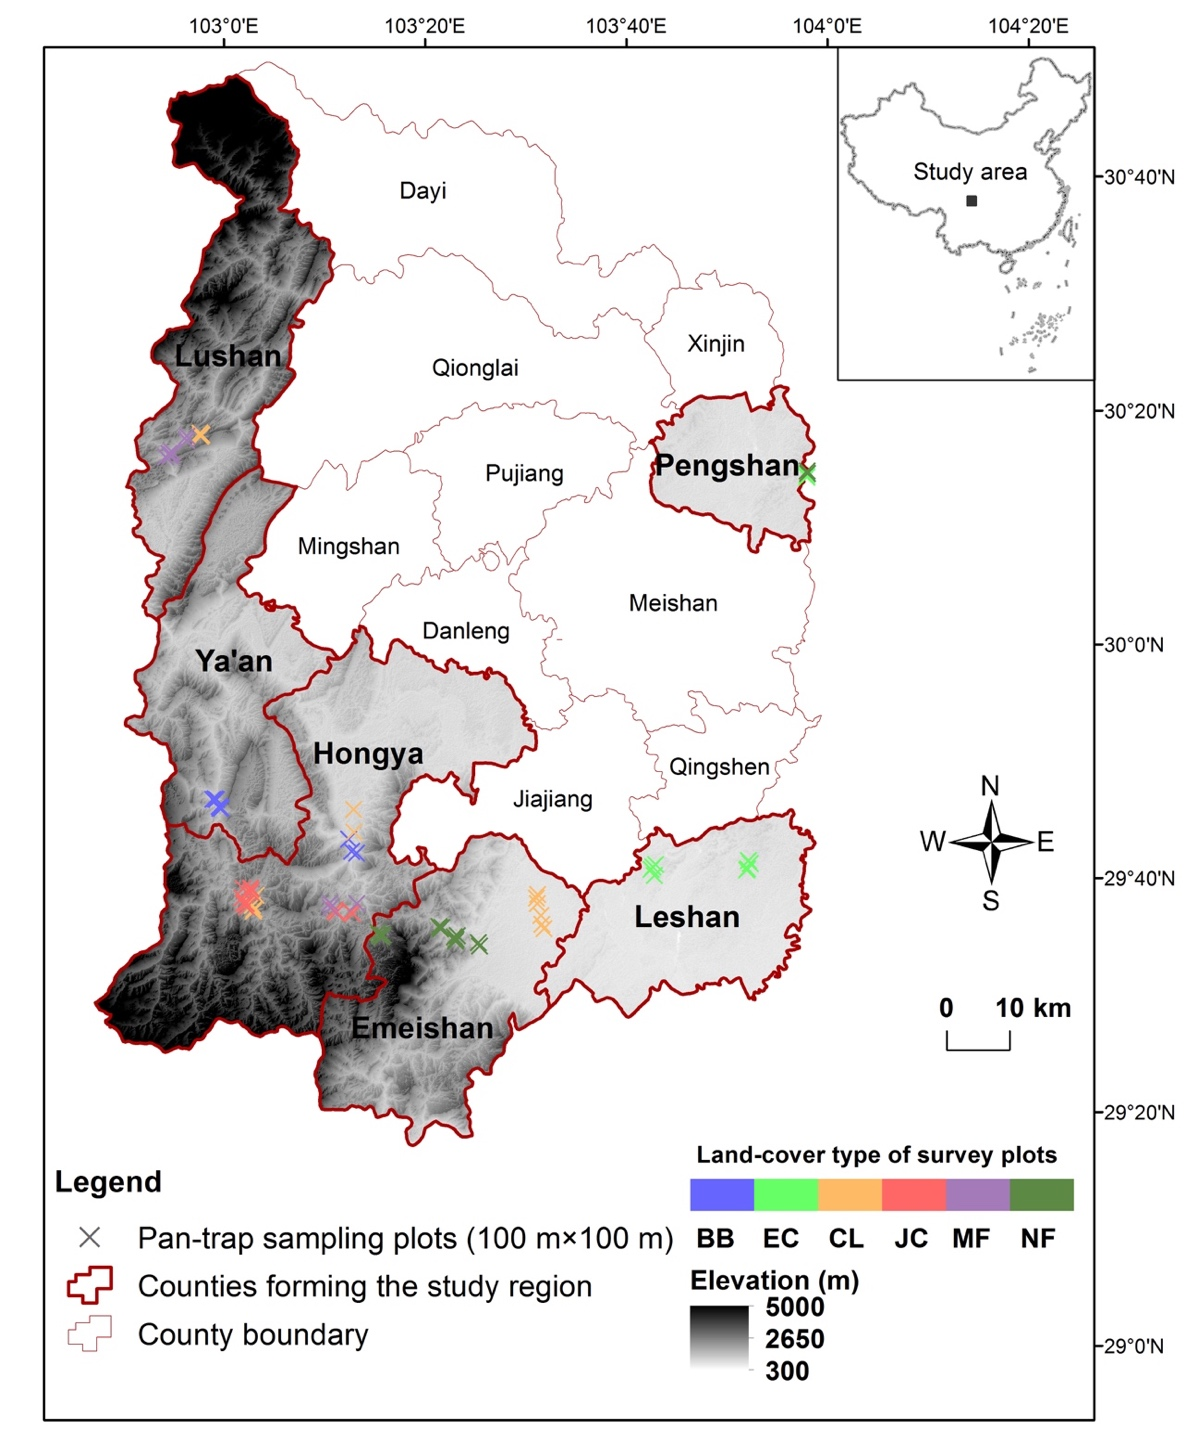 103°0'E 103°20'E 103°40'E 104°0'E 104°20'E
Study area
30°40'N
Dayi
Xinjin
Lushan
Qionglai
30°20'N
Pengshan
Pujiang
Mingshan
Meishan
Danleng
30°0'N
Ya'an
Hongya
Qingshen
Jiajiang
N
W E
S
29°40'N
Leshan
0 10 km
Emeishan
29°20'N
Legend
Pan-trap sampling plots (100 m×100 m)
Counties forming the study region
County boundary
Land-cover type of survey plots
BB EC CL JC MF NF
Elevation (m)
5000
2650
300
29°0'N